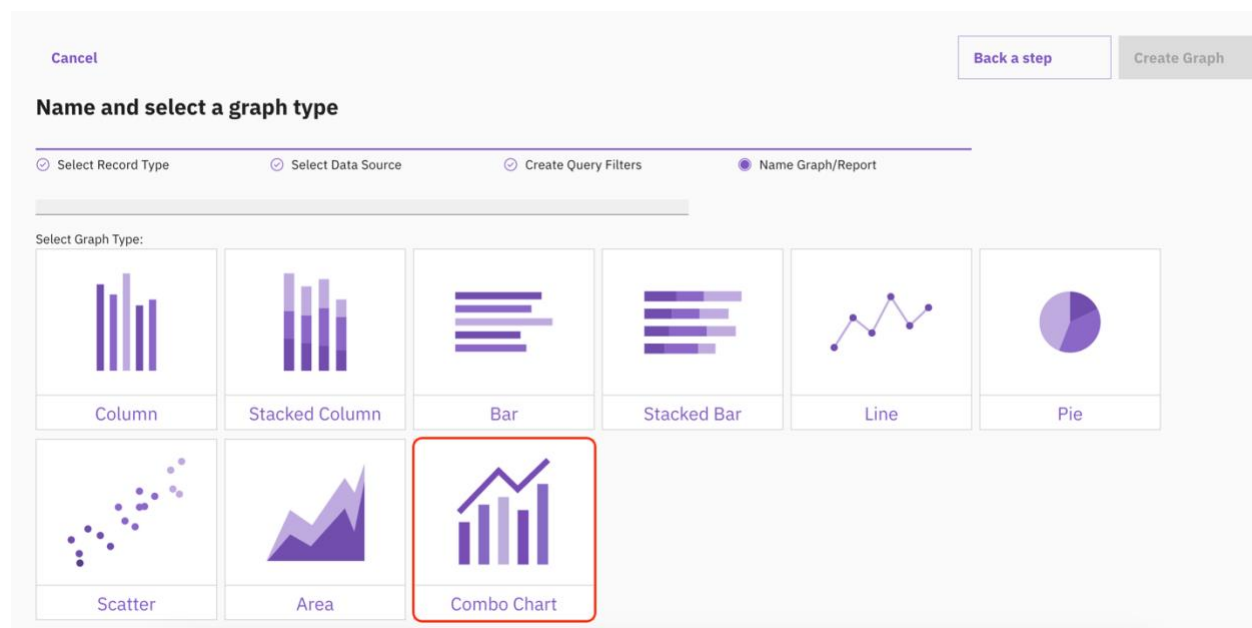 Cancel
Back a step
Create Graph
Name and select a graph type
Select Record Type
Select Data Source
Create Query Filters
Name Graph/Report
Select Graph Type:
Column
Stacked Column
Bar
Stacked Bar
Line
Pie
Scatter
Area
Combo Chart